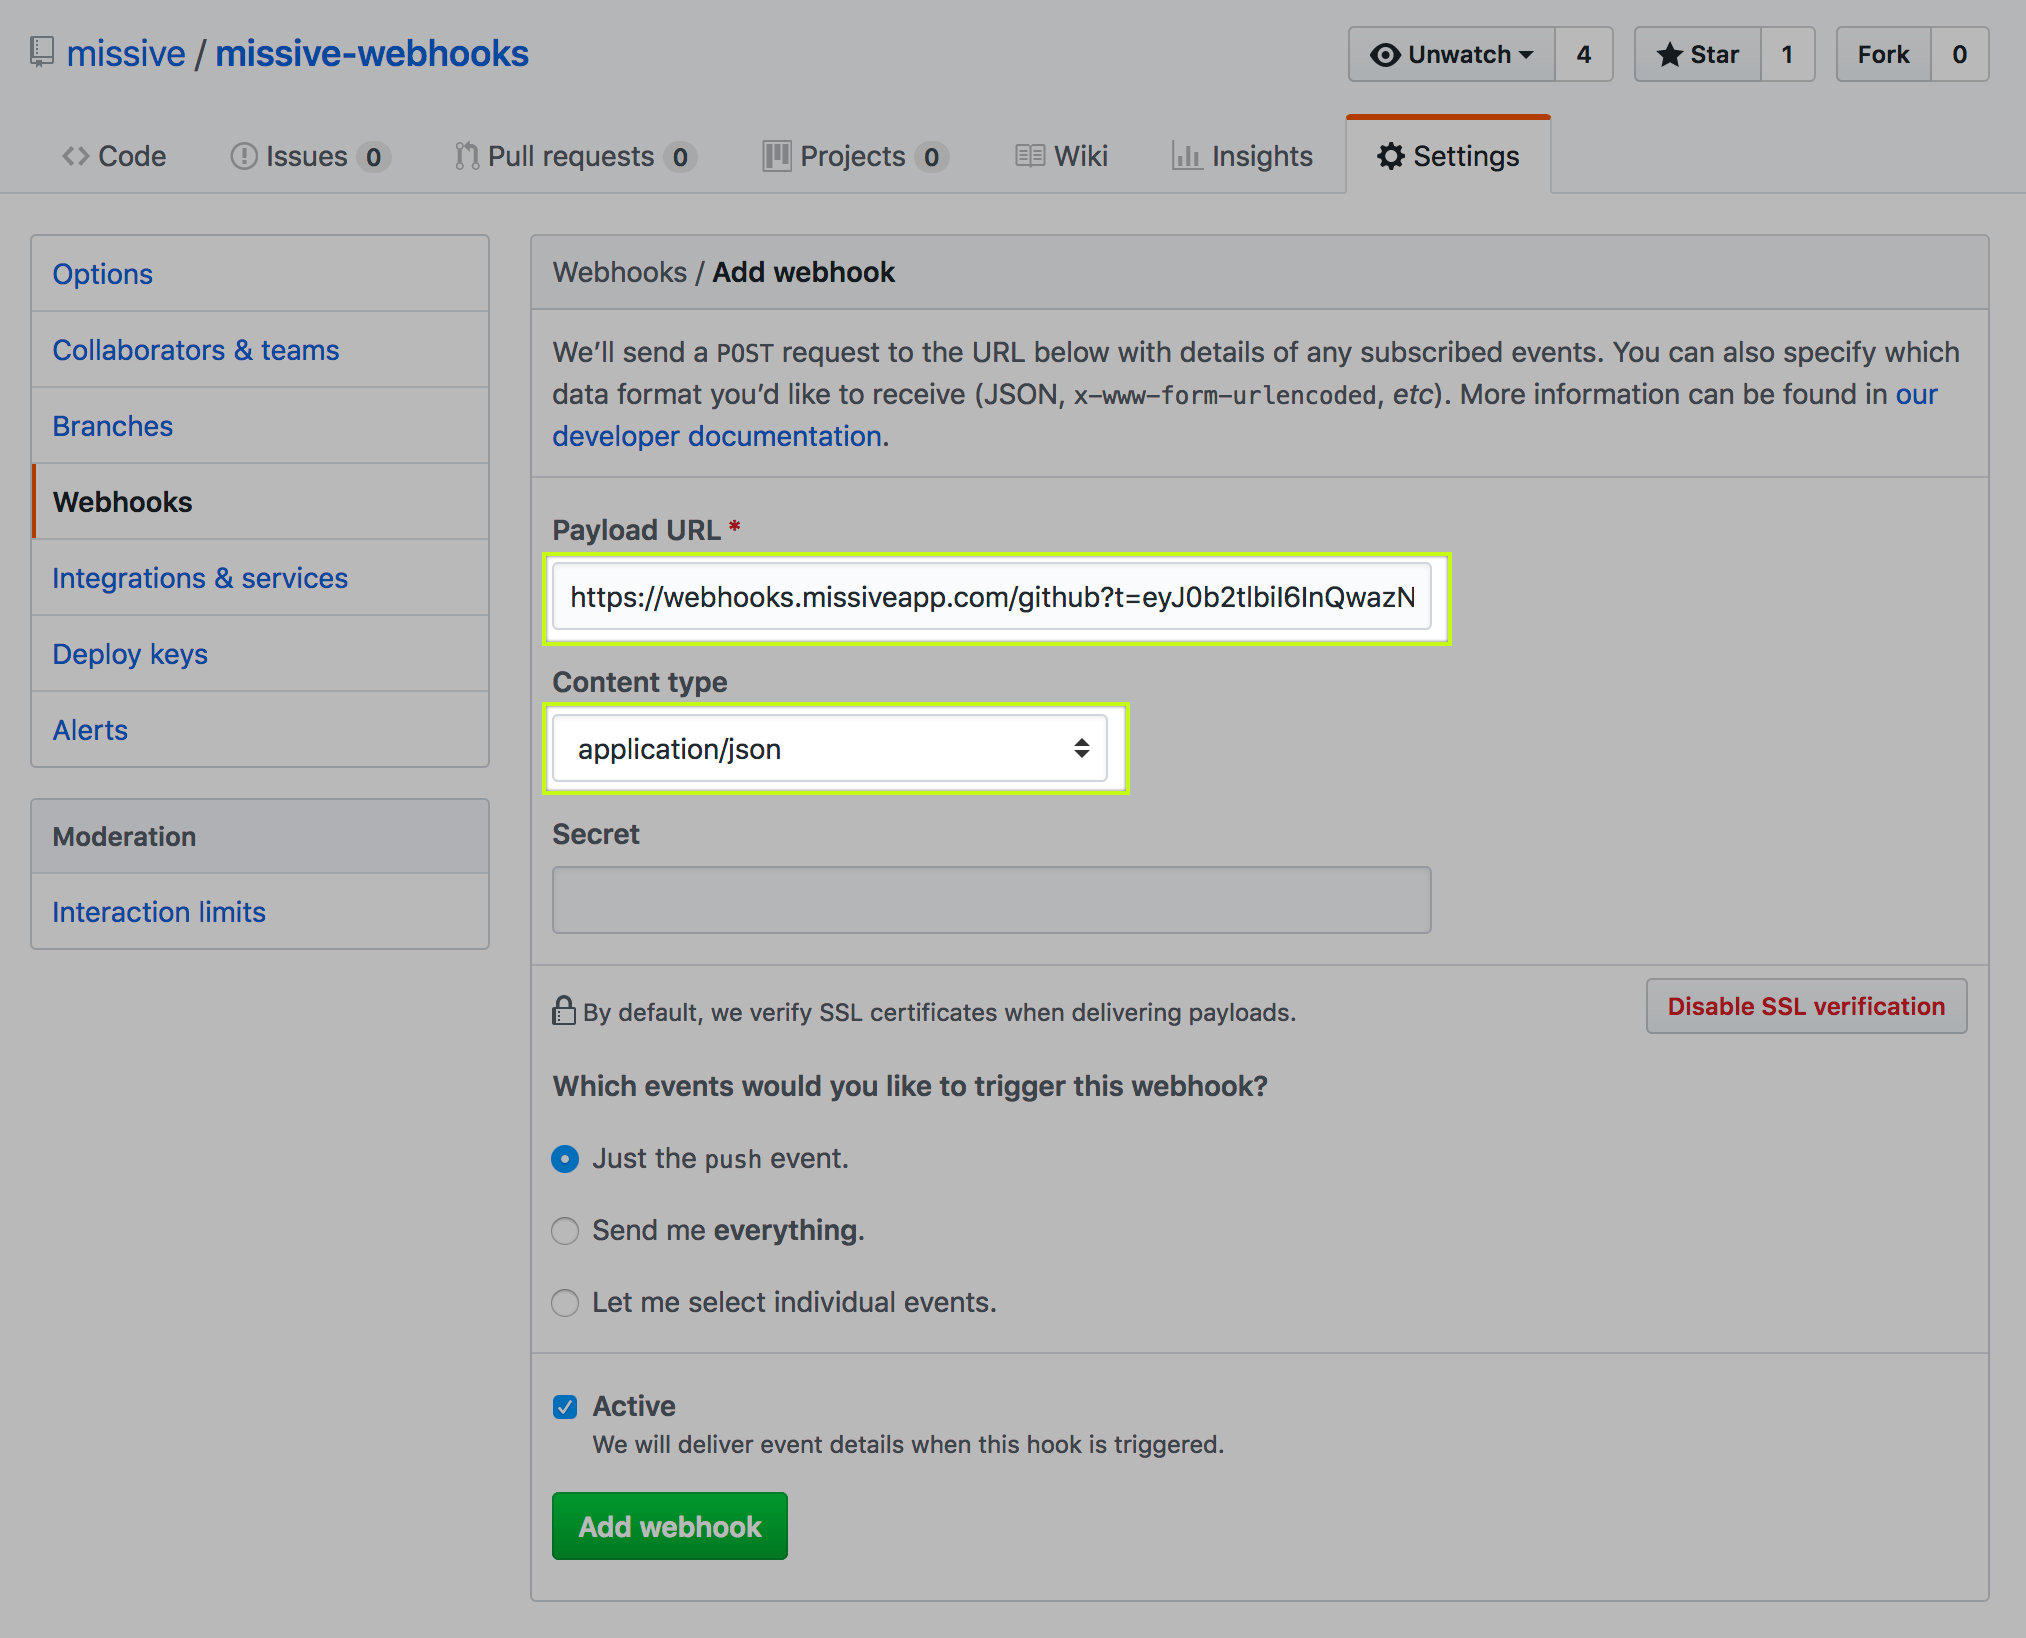 missive / missive-webhooks
Unwatch 4 Star 1 Fork 0
Code Issues 0 Pull requests 0 Projects 0 Wiki Insights Settings
Options
Collaborators & teams
Branches
Webhooks
Integrations & services
Deploy keys
Alerts
Moderation
Interaction limits
Webhooks / Add webhook
We’ll send a POST request to the URL below with details of any subscribed events. You can also specify which
data format you’d like to receive (JSON, x-www-form-urlencoded, etc). More information can be found in our
developer documentation.
Payload URL *
https://webhooks.missiveapp.com/github?t=eyJ0b2tlbiI6InQwazN
Content type
application/json
Secret
By default, we verify SSL certificates when delivering payloads.
Disable SSL verification
Which events would you like to trigger this webhook?
Just the push event.
Send me everything.
Let me select individual events.
Active
We will deliver event details when this hook is triggered.
Add webhook